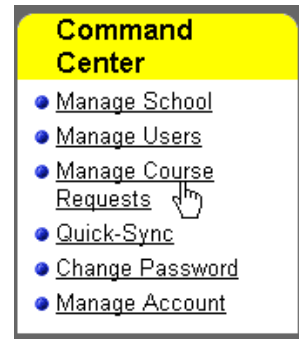 Command
Center
Manage School
Manage Users
Manage Course
Requests
Quick-Sync
Change Password
Manage Account